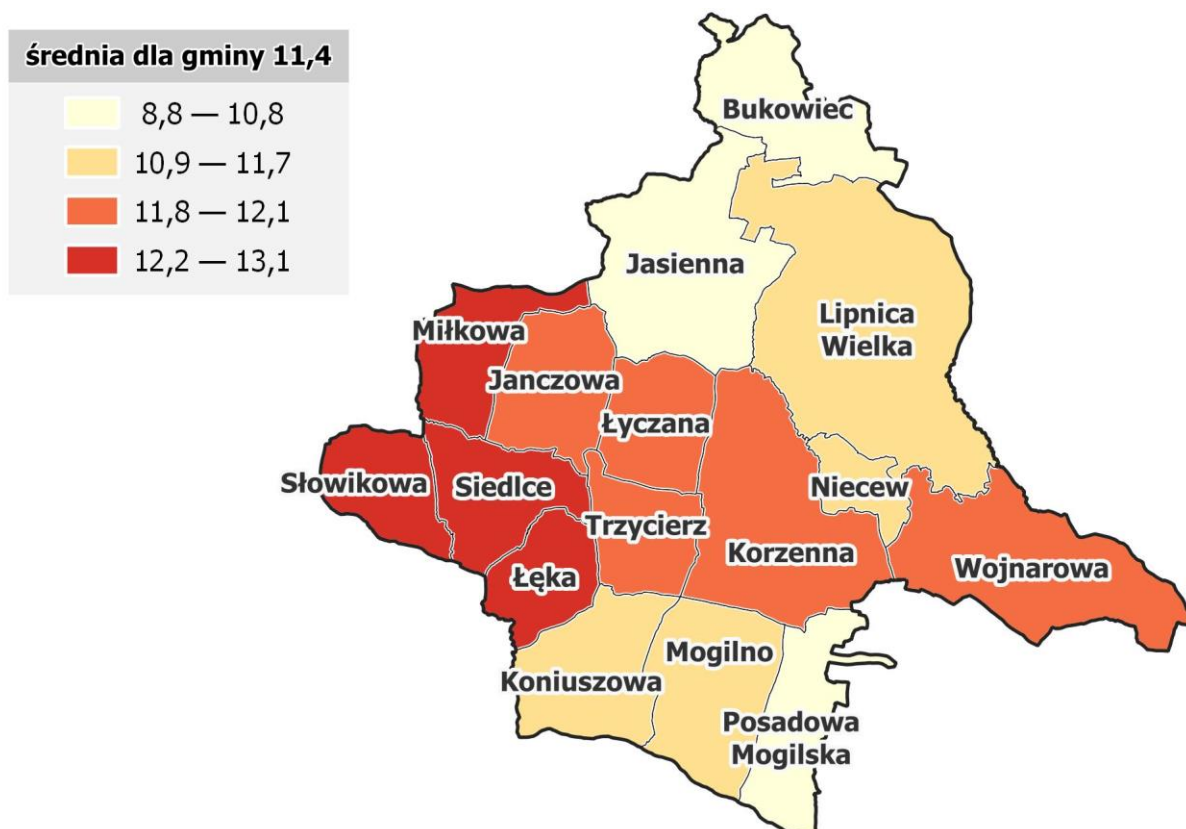 średnia dla gminy 11,4
8,8 — 10,8
10,9 — 11,7
11,8 — 12,1
12,2 — 13,1
Bukowiec
Jasienna
Lipnica
Wielka
Miłkowa
Janczowa
Łyczana
Słowikowa
Siedlce
Niecew
Trzycierz
Korzenna
Wojnarowa
Łęka
Mogilno
Koniuszowa
Posadowa
Mogilska